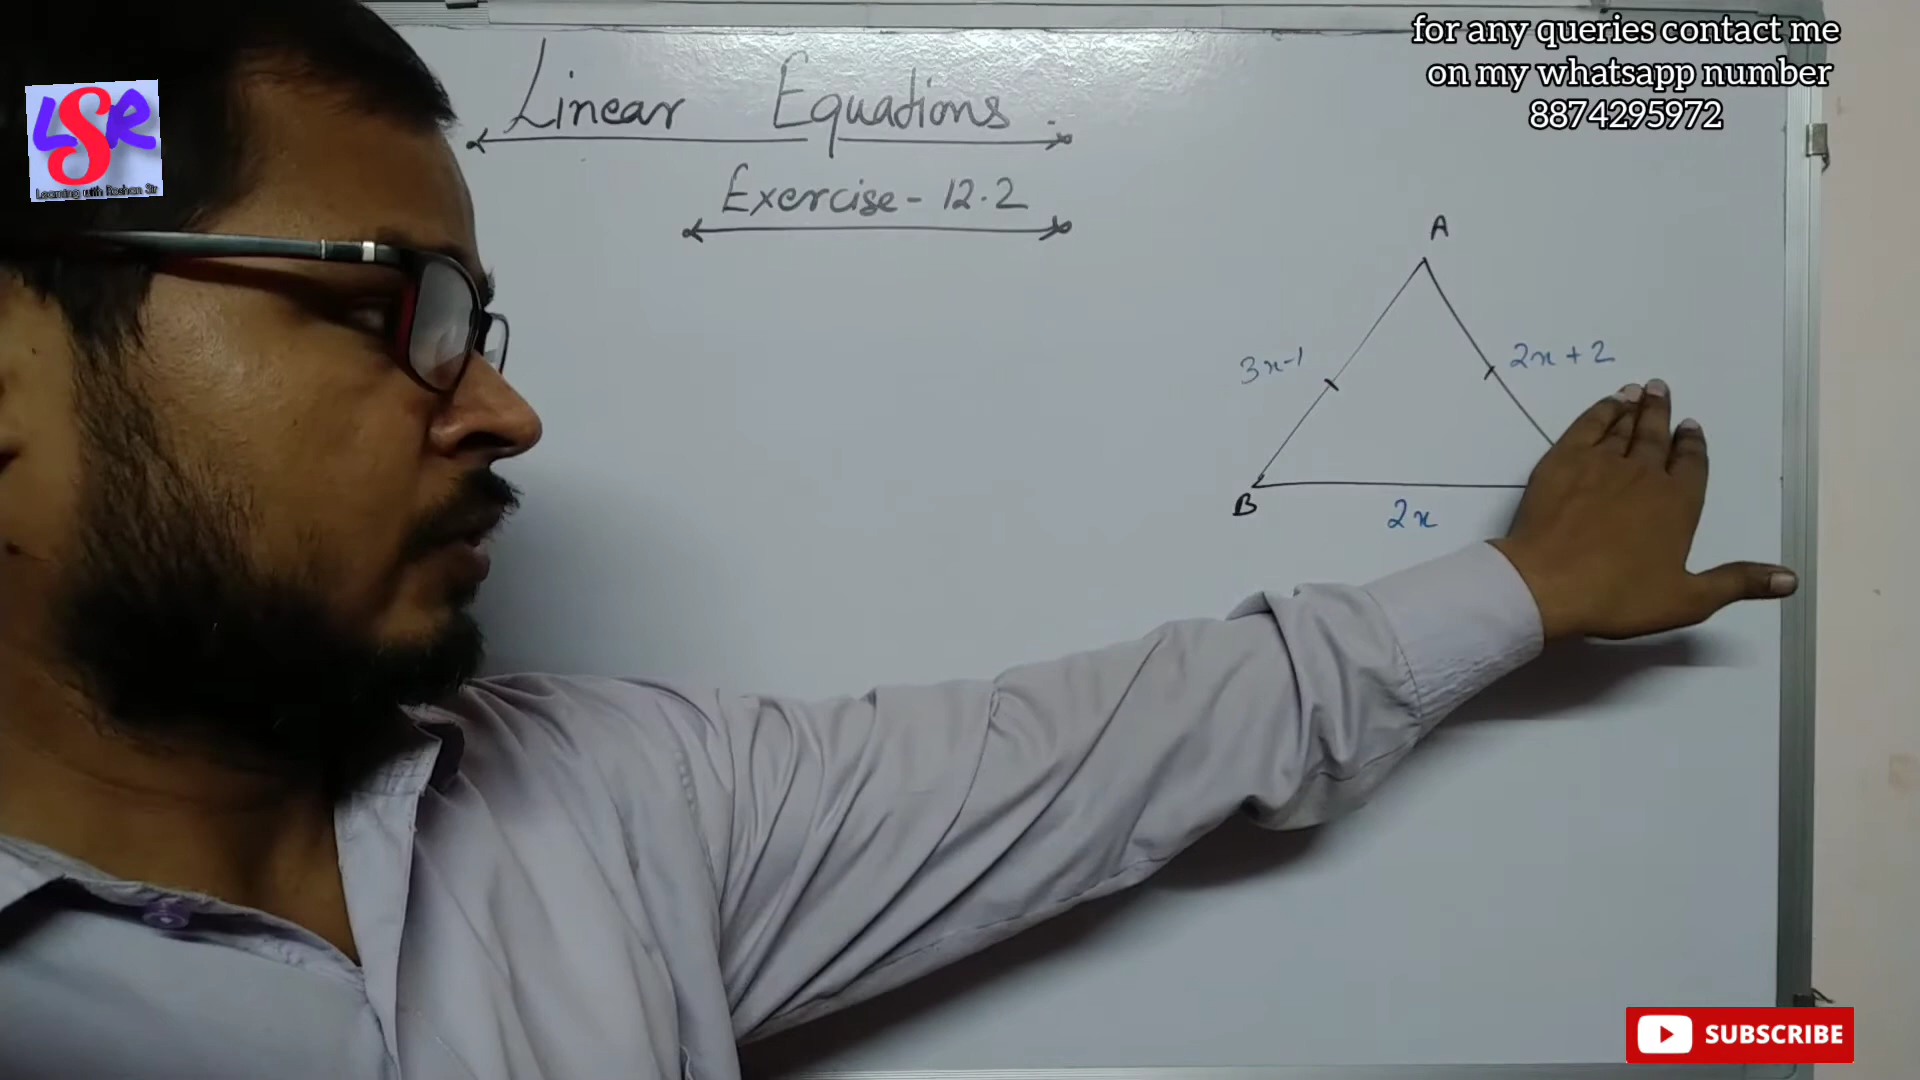 for any queries contact me
on my whatsapp number
8874295972
LSR
Learning with Roshan Sir
Linear Equations.
Exercise - 12.2
A
3x-1
2x+2
B
2x
SUBSCRIBE